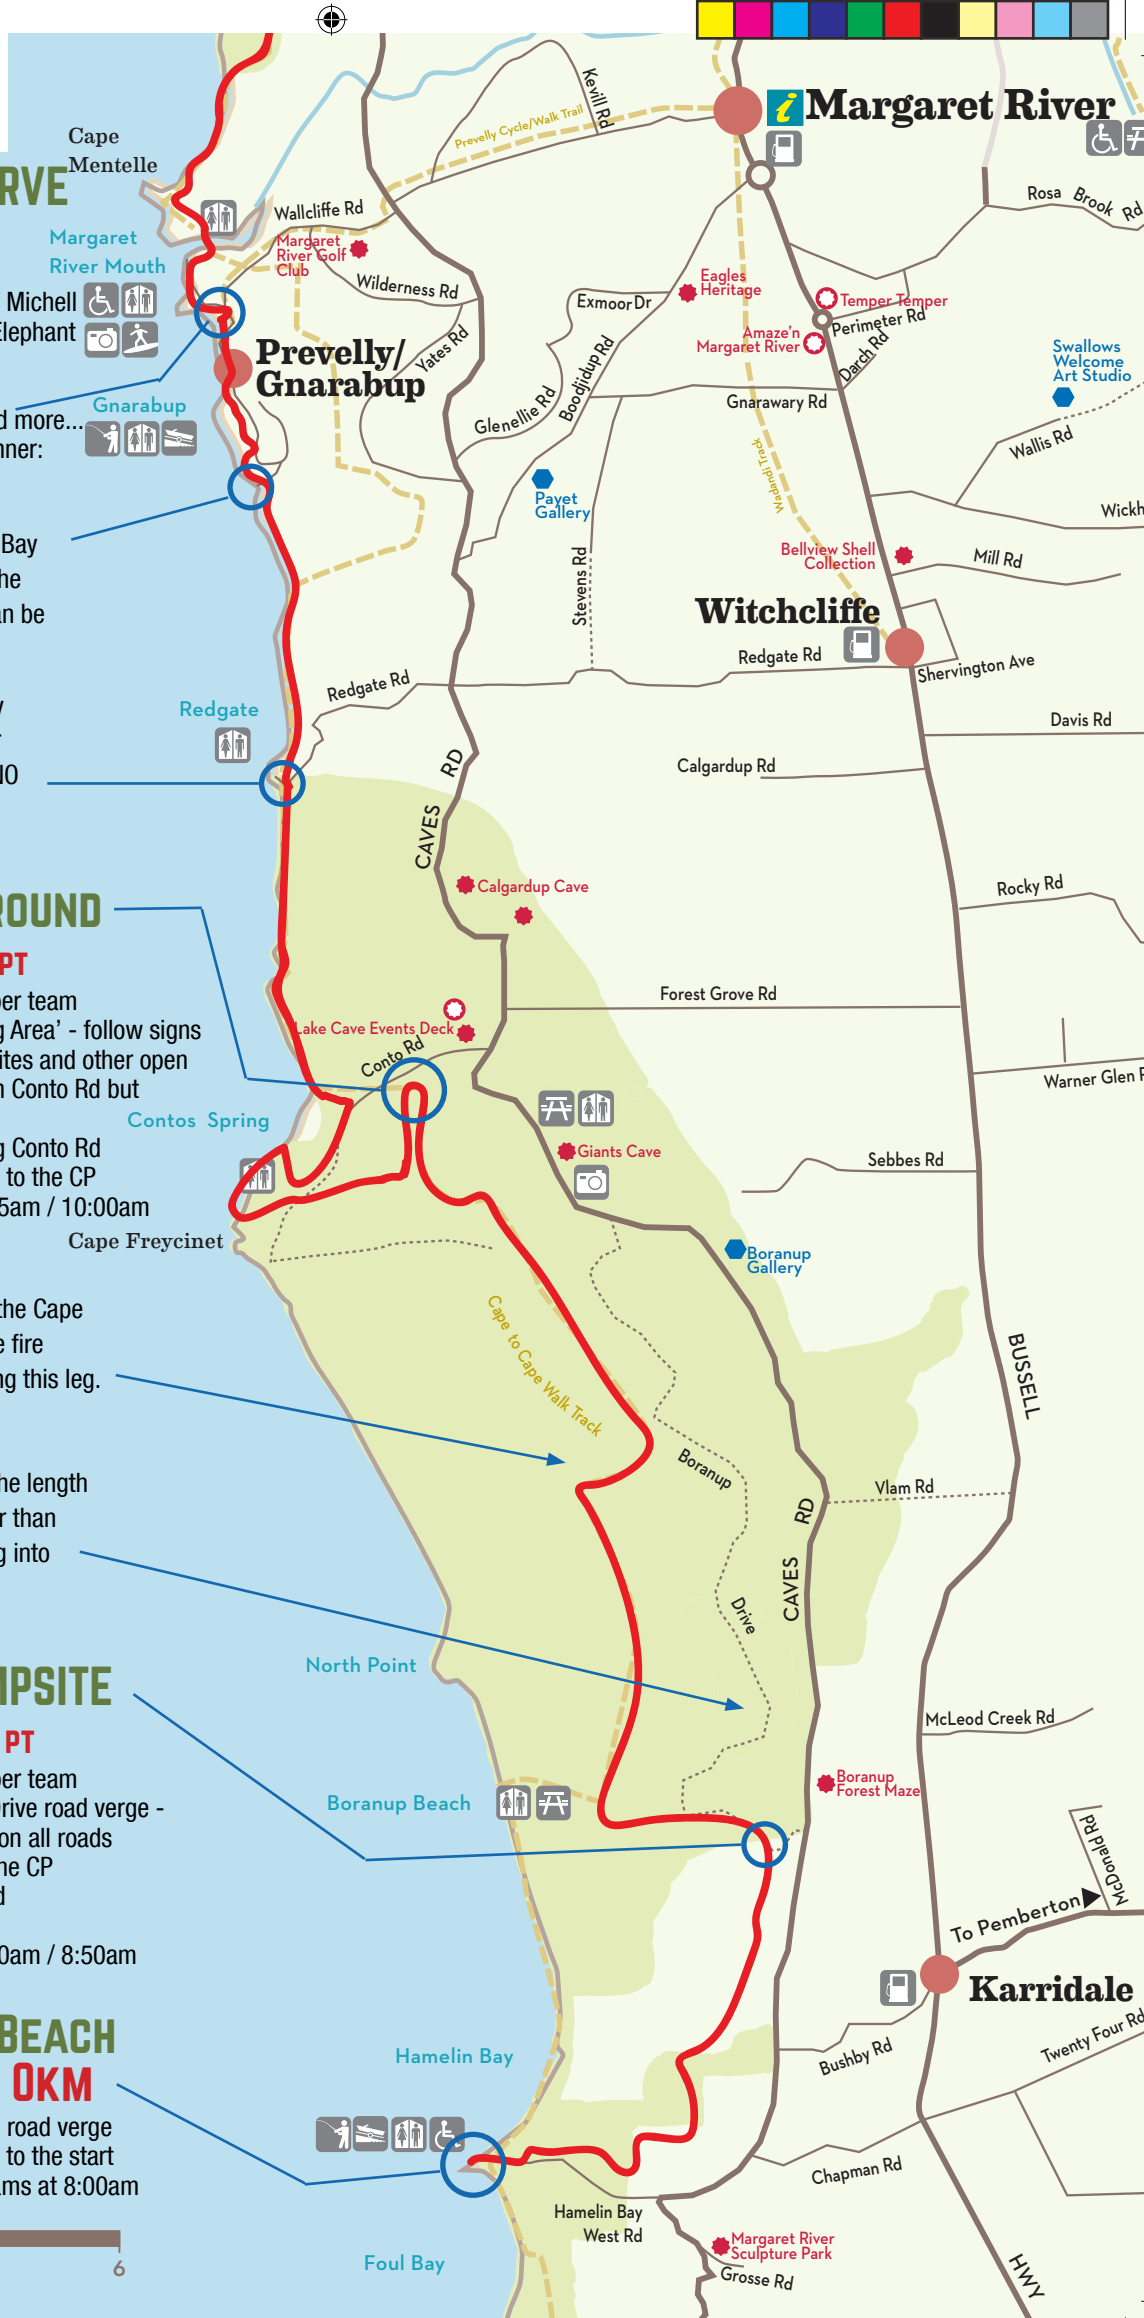 Margaret River
Kevill Rd
Prevelly Cycle/Walk Trail
Cape
Mentelle
RVE
Rosa Brook Rd
Wallcliffe Rd
Margaret
River Mouth
Margaret
River Golf
Club
Wilderness Rd
Eagles
Heritage
Exmoor Dr
Temper Temper
Perimeter Rd
Michell
Elephant
Amaze'n
Margaret River
Darch Rd
Yates Rd
Boodjidup Rd
Swallows
Welcome
Art Studio
Prevelly/
Gnarabup
Gnarabup
d more...
nner:
Glenellie Rd
Gnarawary Rd
Wallis Rd
Wadandi Track
Payet
Gallery
Wickh
Bay
he
an be
Stevens Rd
Bellview Shell
Collection
Mill Rd
Witchcliffe
Redgate Rd
Shervington Ave
Redgate Rd
Redgate
Davis Rd
NO
CAVES RD
Calgardup Rd
Calgardup Cave
Rocky Rd
ROUND
PT
per team
g Area' - follow signs
ites and other open
n Conto Rd but
g Conto Rd
to the CP
5am / 10:00am
Forest Grove Rd
Lake Cave Events Deck
Conto Rd
Warner Glen R
Contos Spring
Giants Cave
Sebbes Rd
Cape Freycinet
Boranup
Gallery
the Cape
e fire
ng this leg.
Cape to Cape Walk Track
BUSSELL
Boranup
Drive
Vlam Rd
CAVES RD
he length
r than
g into
North Point
MPSITE
PT
per team
Drive road verge -
on all roads
he CP
d
0am / 8:50am
McLeod Creek Rd
Boranup
Forest Maze
Boranup Beach
McDonald Rd
To Pemberton
Karridale
Bushby Rd
Twenty Four Rd
Hamelin Bay
BEACH
0KM
road verge
to the start
ms at 8:00am
Chapman Rd
Hamelin Bay
West Rd
Margaret River
Sculpture Park
Grosse Rd
Foul Bay
HWY
6